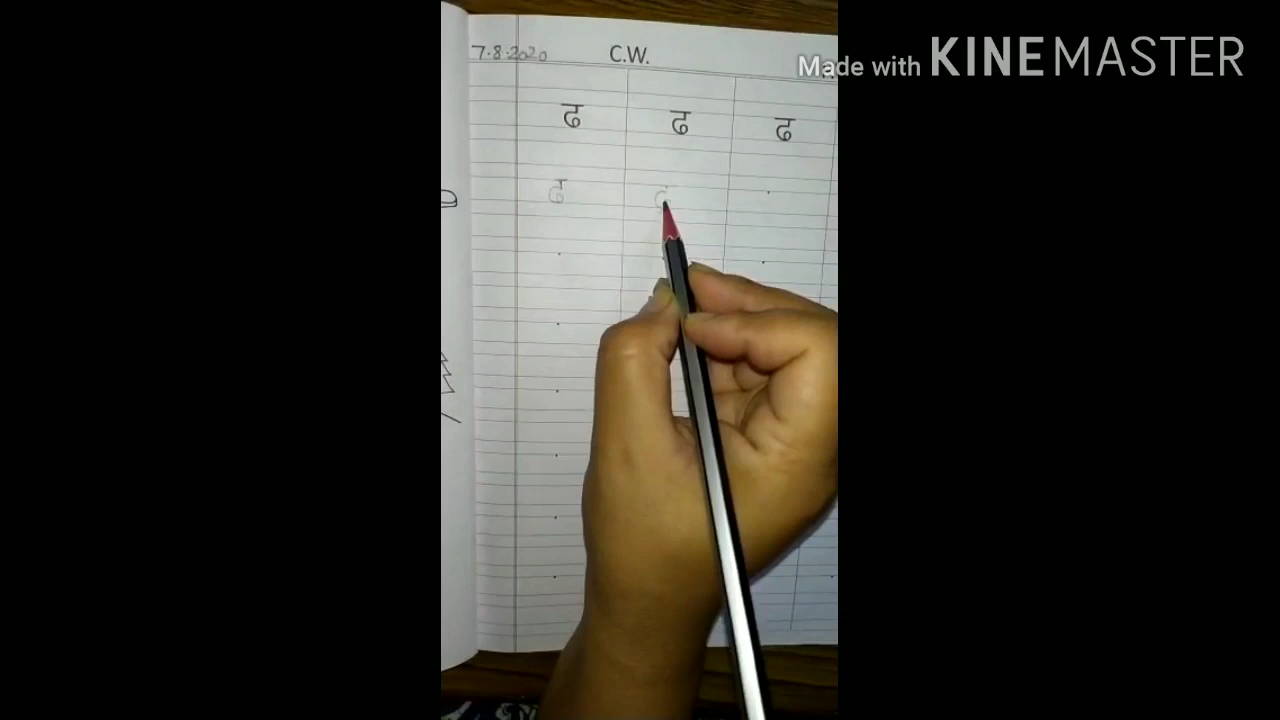 Made with KINEMASTER
7.8.2020 C.W.
ढ ढ ढ
ढ